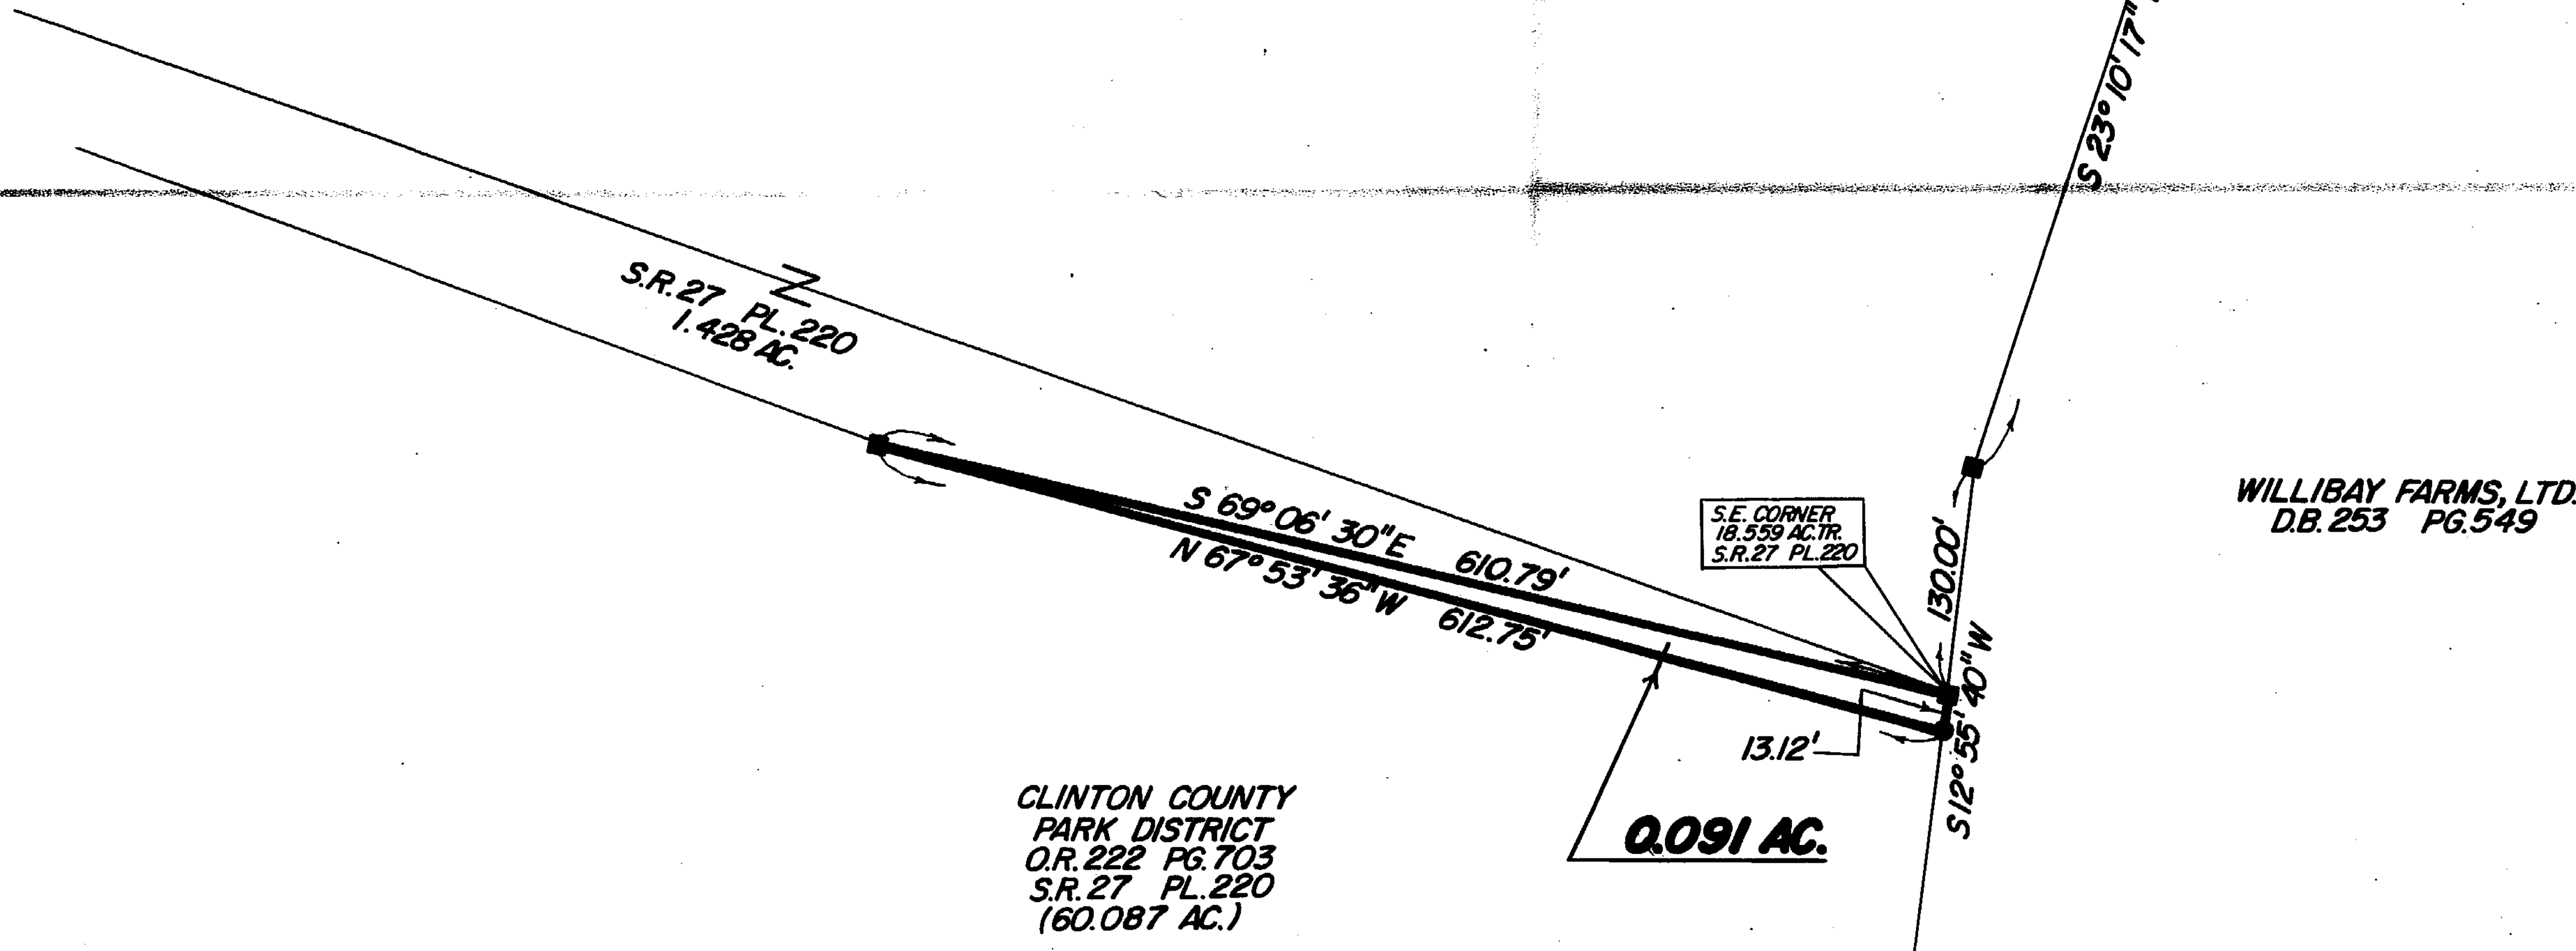 S 23° 10' 17"
S.R. 27 PL. 220
1.428 AC.
S 69° 06' 30" E 610.79'
N 67° 53' 36" W 612.75'
S.E. CORNER
18.559 AC. TR.
S.R. 27 PL. 220
130.00'
WILLIBAY FARMS, LTD.
D.B. 253 PG. 549
S 12° 55' 40" W
13.12'
0.091 AC.
CLINTON COUNTY
PARK DISTRICT
O.R. 222 PG. 703
S.R. 27 PL. 220
(60.087 AC.)